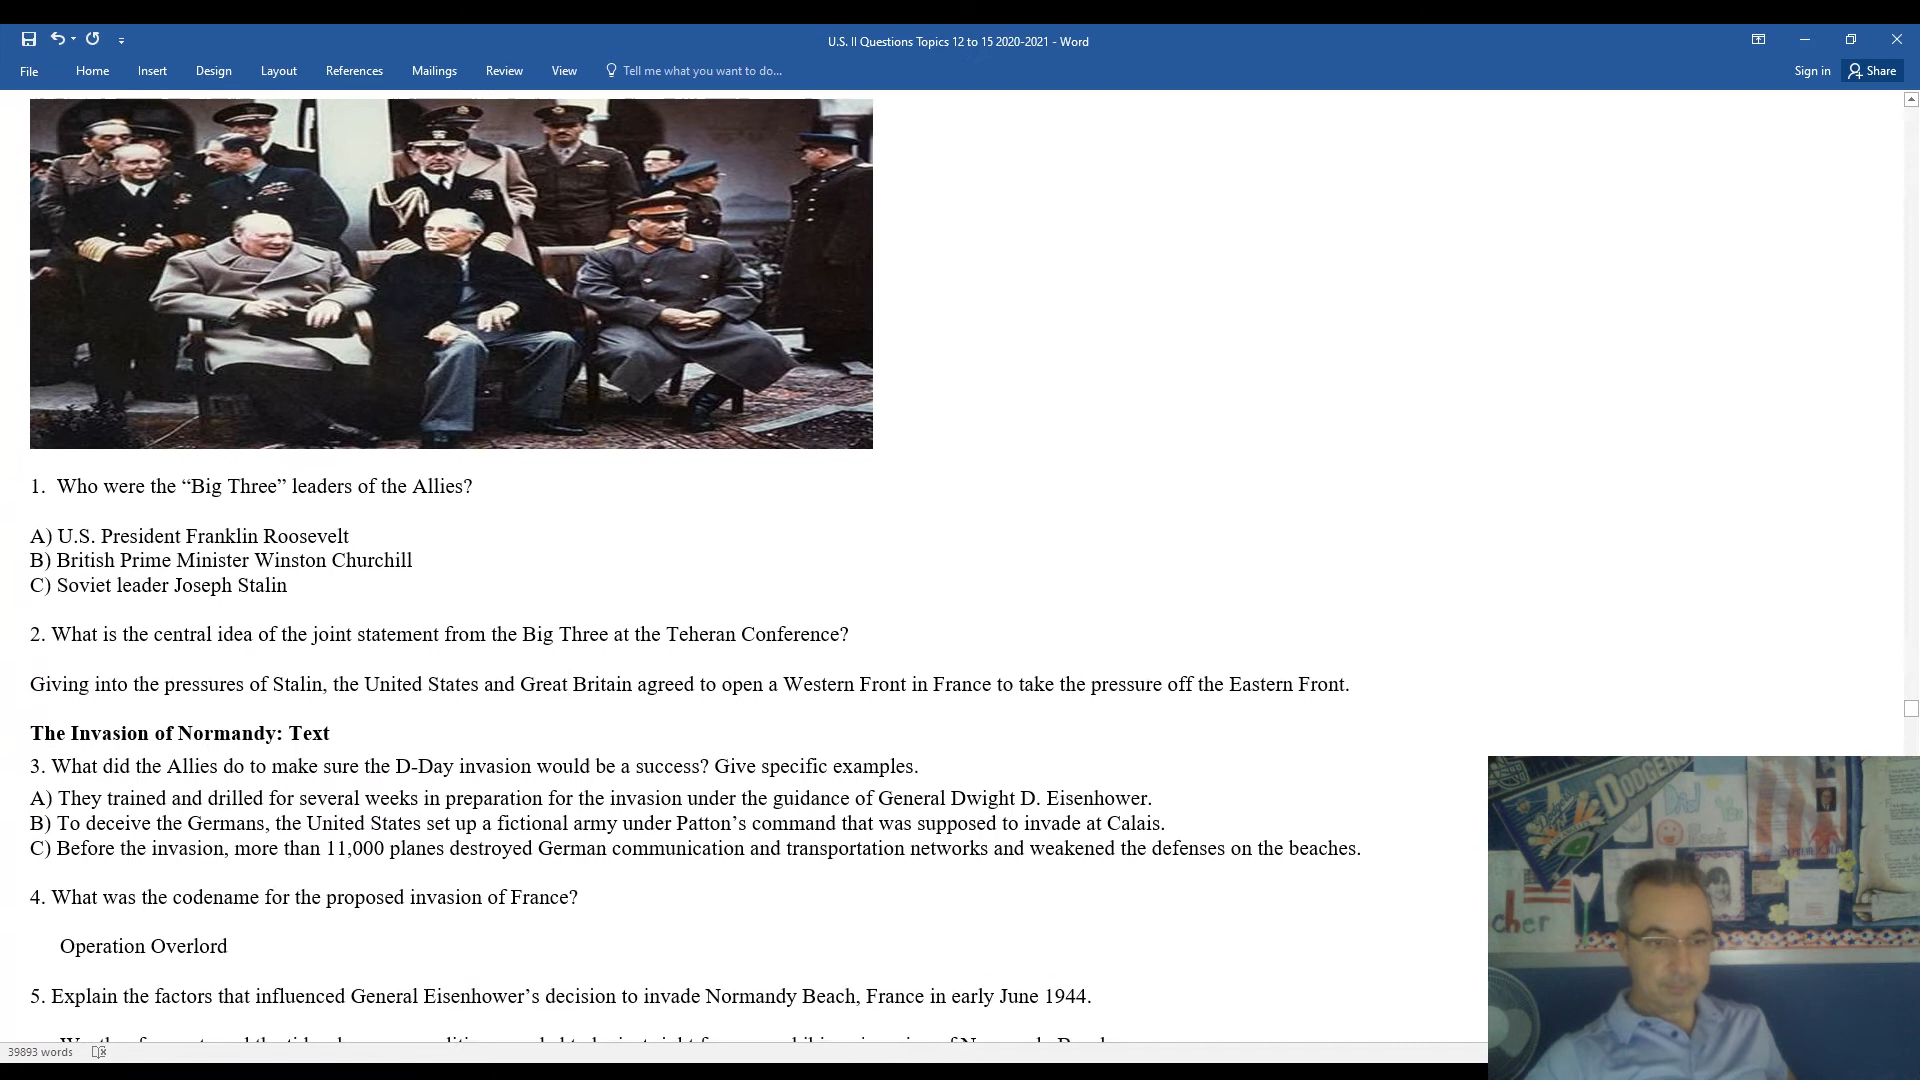 U.S. II Questions Topics 12 to 15 2020-2021 - Word
File Home Insert Design Layout References Mailings Review View Tell me what you want to do... Sign in Share
1. Who were the “Big Three” leaders of the Allies?
A) U.S. President Franklin Roosevelt
B) British Prime Minister Winston Churchill
C) Soviet leader Joseph Stalin
2. What is the central idea of the joint statement from the Big Three at the Teheran Conference?
Giving into the pressures of Stalin, the United States and Great Britain agreed to open a Western Front in France to take the pressure off the Eastern Front.
The Invasion of Normandy: Text
3. What did the Allies do to make sure the D-Day invasion would be a success? Give specific examples.
A) They trained and drilled for several weeks in preparation for the invasion under the guidance of General Dwight D. Eisenhower.
B) To deceive the Germans, the United States set up a fictional army under Patton’s command that was supposed to invade at Calais.
C) Before the invasion, more than 11,000 planes destroyed German communication and transportation networks and weakened the defenses on the beaches.
4. What was the codename for the proposed invasion of France?
Operation Overlord
5. Explain the factors that influenced General Eisenhower’s decision to invade Normandy Beach, France in early June 1944.
39893 words
DODGERS
Did You
cher